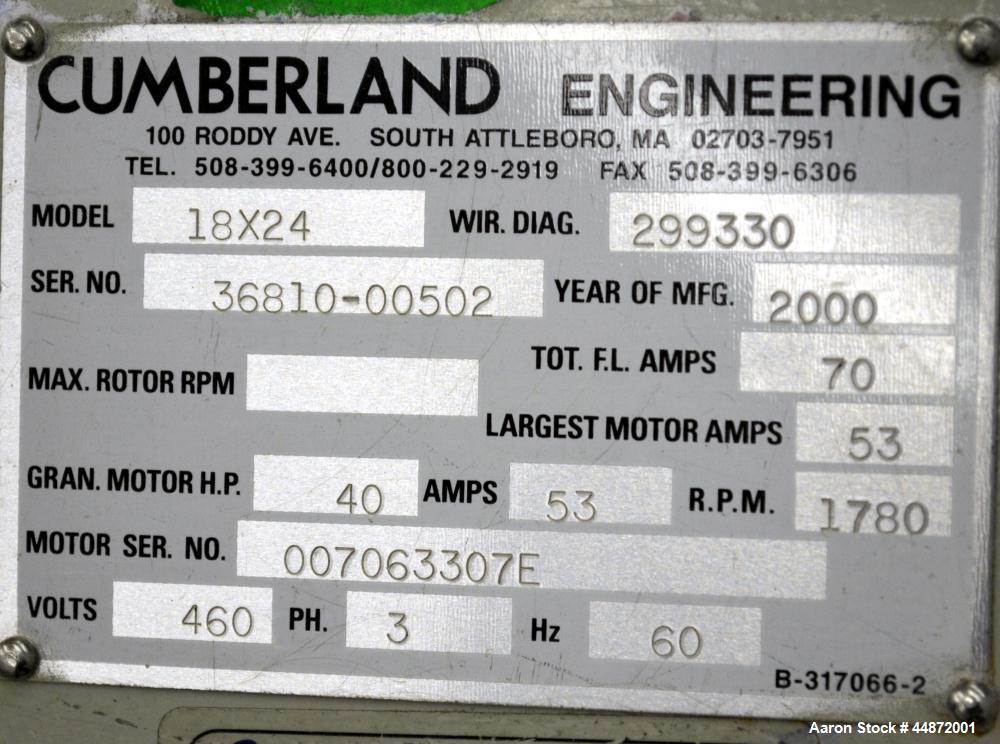 CUMBERLAND ENGINEERING
100 RODDY AVE. SOUTH ATTLEBORO, MA 02703-7951
TEL. 508-399-6400/800-229-2919 FAX 508-399-6306
MODEL 18X24 WIR. DIAG. 299330
SER. NO. 36810-00502 YEAR OF MFG. 2000
TOT. F.L. AMPS 70
MAX. ROTOR RPM
LARGEST MOTOR AMPS 53
GRAN. MOTOR H.P. 40 AMPS 53 R.P.M. 1780
MOTOR SER. NO. 007063307E
VOLTS 460 PH. 3 Hz 60
B-317066-2
Aaron Stock # 44872001